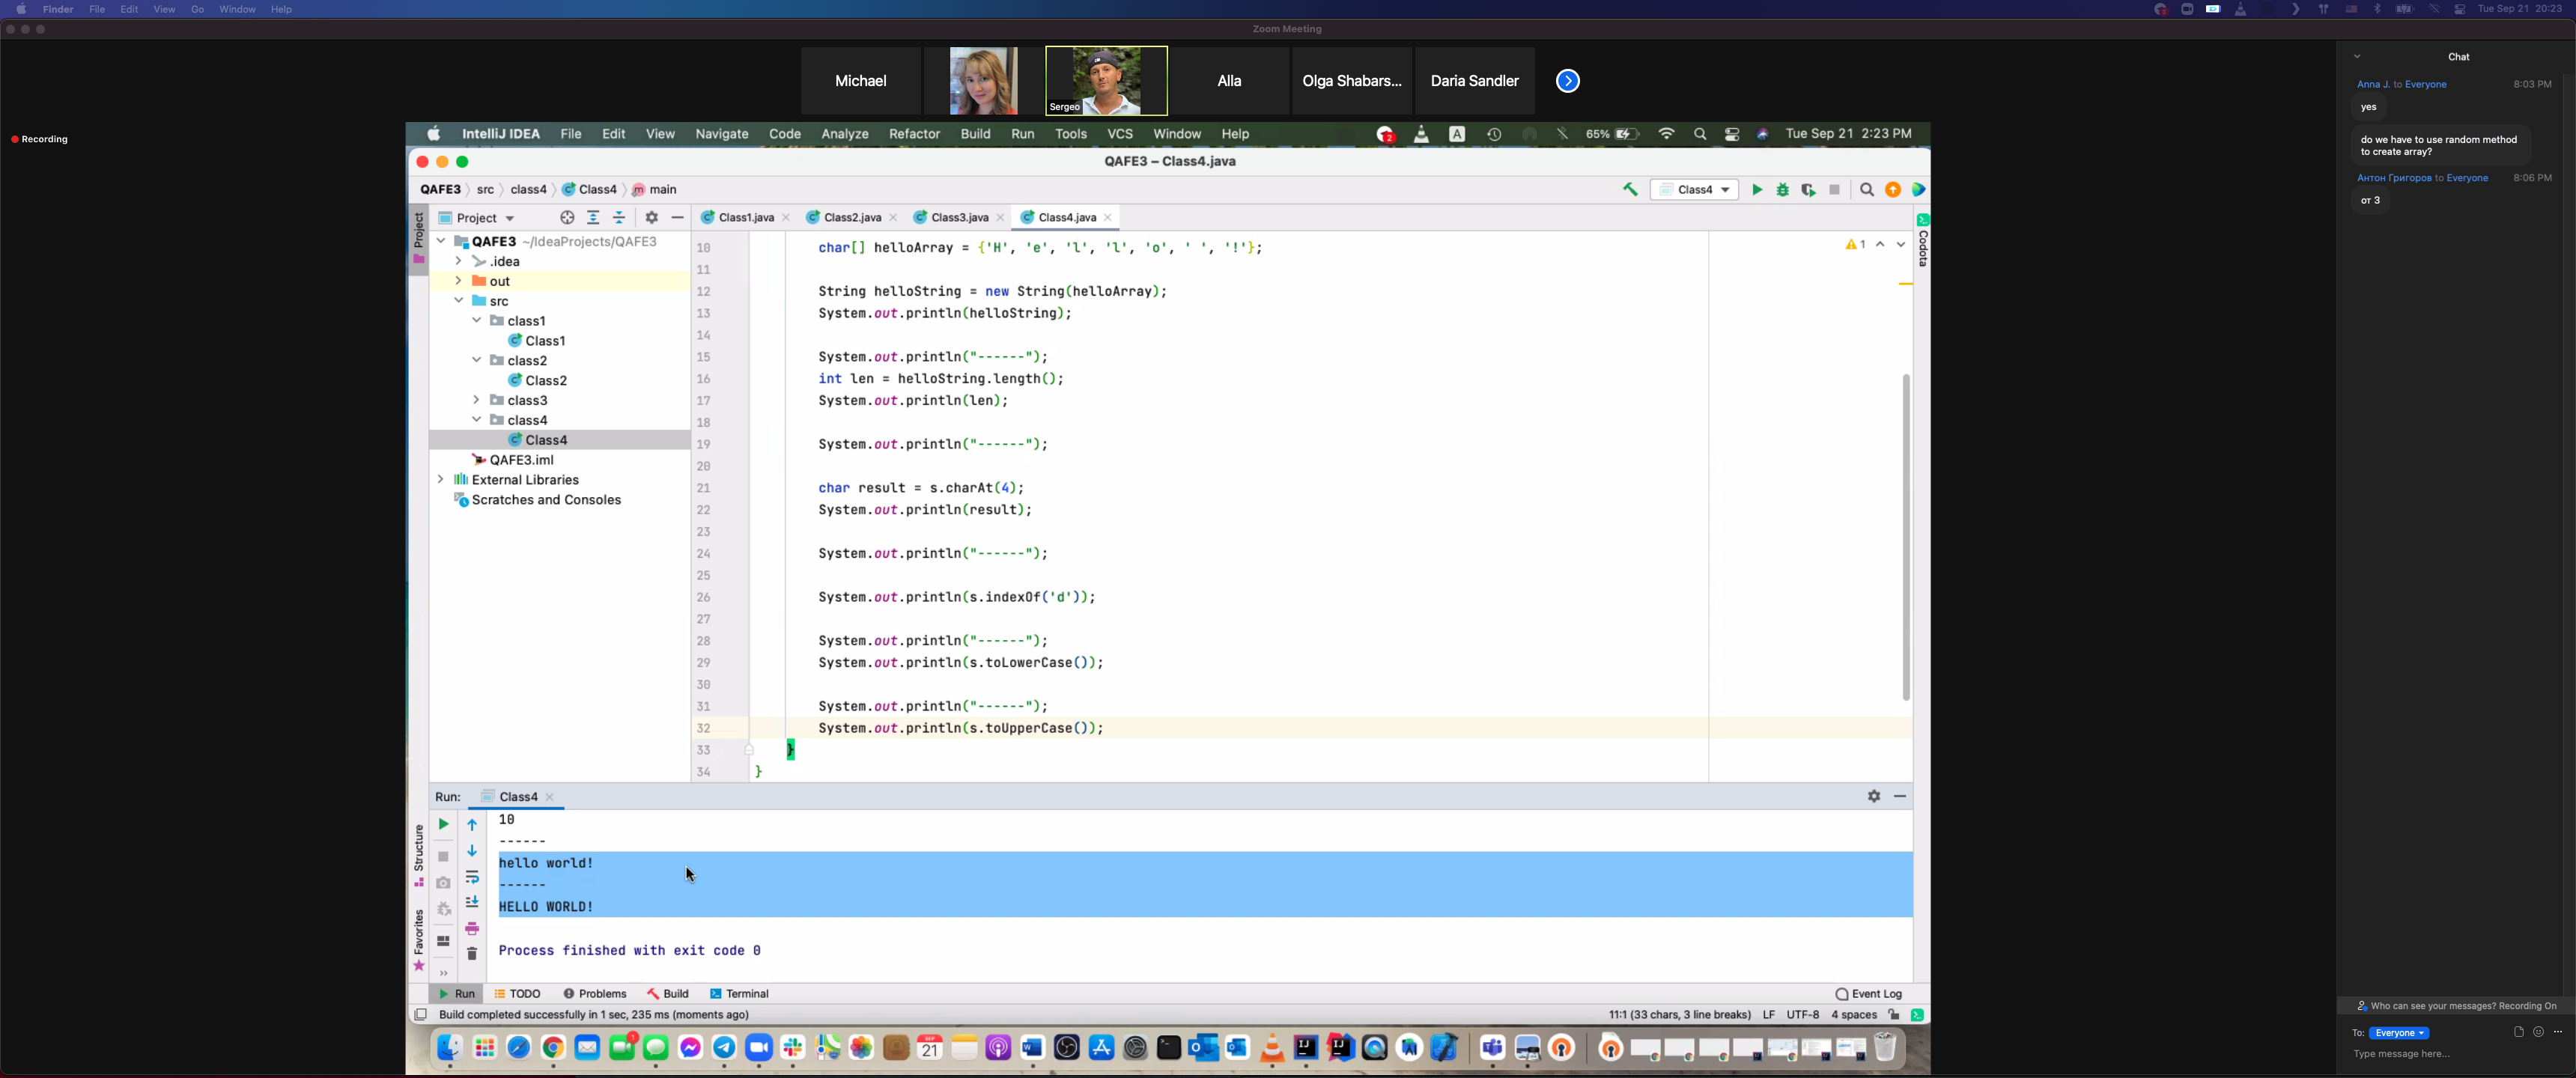 Finder File Edit View Go Window Help
Tue Sep 21 20:23
Zoom Meeting
Michael
Sergeo
Alla
Olga Shabars...
Daria Sandler
Recording
IntelliJ IDEA File Edit View Navigate Code Analyze Refactor Build Run Tools VCS Window Help
2 A 65% Tue Sep 21 2:23 PM
QAFE3 – Class4.java
QAFE3 src class4 Class4 main
Class4
Project
Class1.java Class2.java Class3.java Class4.java
Project
QAFE3 ~/IdeaProjects/QAFE3
.idea
out
src
class1
Class1
class2
Class2
class3
class4
Class4
QAFE3.iml
External Libraries
Scratches and Consoles
1
Codota
10 char[] helloArray = {'H', 'e', 'l', 'l', 'o', ' ', '!'};
11
12 String helloString = new String(helloArray);
13 System.out.println(helloString);
14
15 System.out.println("------");
16 int len = helloString.length();
17 System.out.println(len);
18
19 System.out.println("------");
20
21 char result = s.charAt(4);
22 System.out.println(result);
23
24 System.out.println("------");
25
26 System.out.println(s.indexOf('d'));
27
28 System.out.println("------");
29 System.out.println(s.toLowerCase());
30
31 System.out.println("------");
32 System.out.println(s.toUpperCase());
33 }
34 }
Run: Class4
Structure
Favorites
10
------
hello world!
------
HELLO WORLD!
Process finished with exit code 0
Run TODO Problems Build Terminal
Event Log
Build completed successfully in 1 sec, 235 ms (moments ago)
11:1 (33 chars, 3 line breaks) LF UTF-8 4 spaces
1
SEP
21
Chat
Anna J. to Everyone 8:03 PM
yes
do we have to use random method
to create array?
Антон Григоров to Everyone 8:06 PM
от 3
Who can see your messages? Recording On
To: Everyone
Type message here...